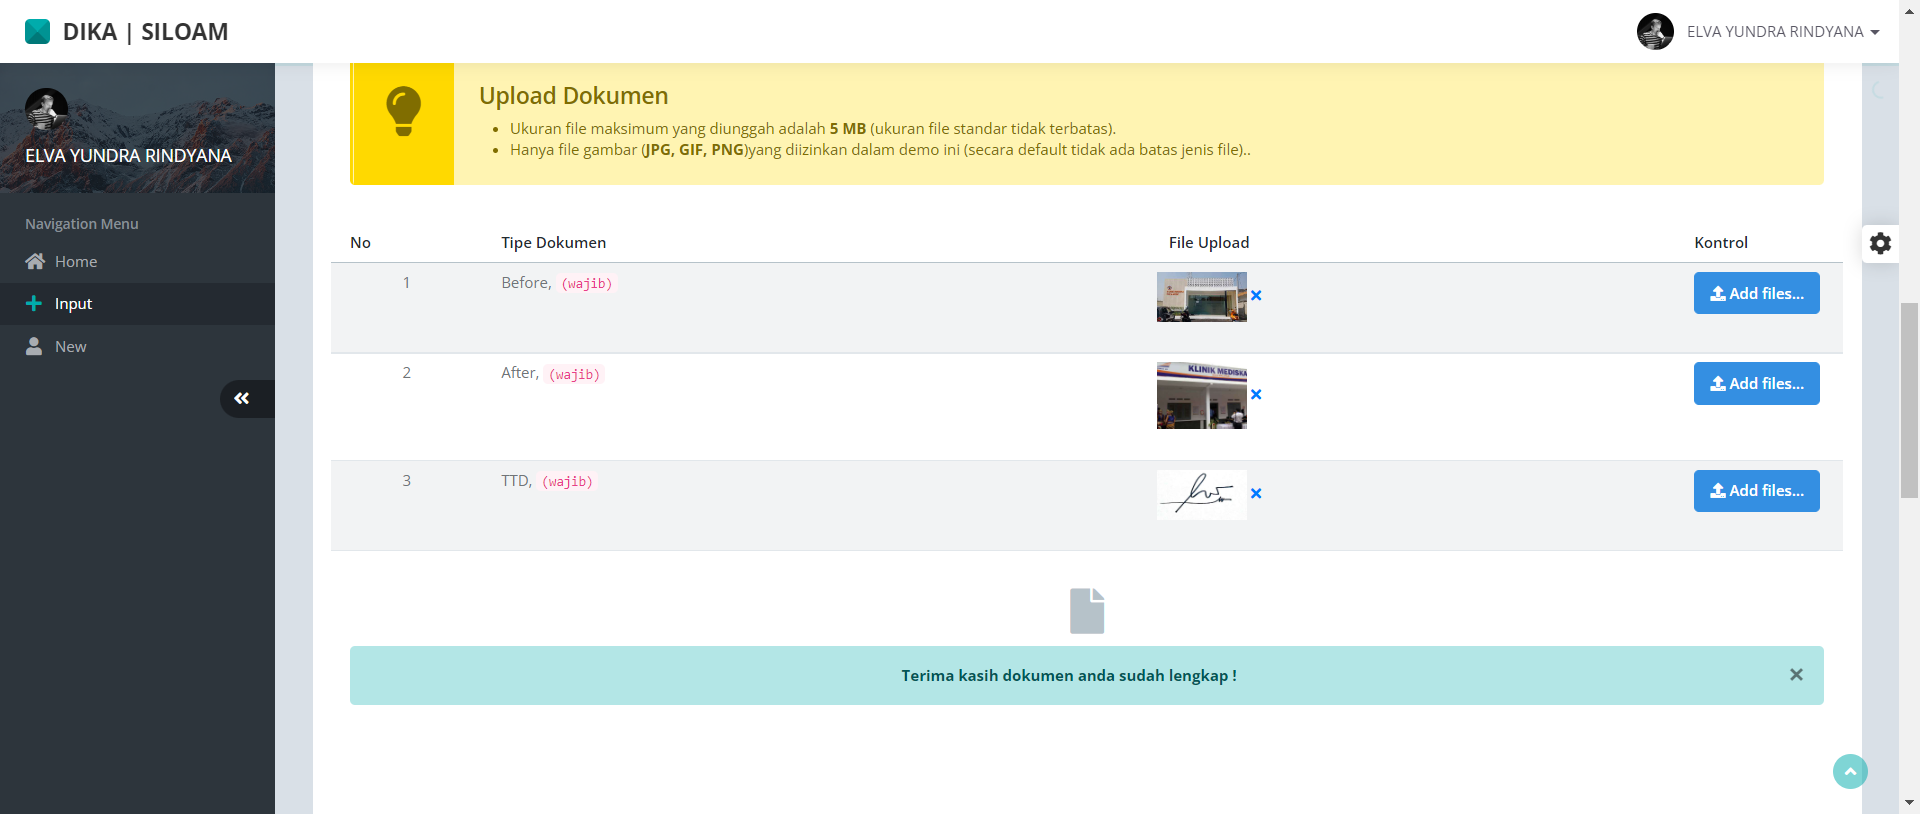 DIKA | SILOAM
ELVA YUNDRA RINDYANA
ELVA YUNDRA RINDYANA
Navigation Menu
Home
Input
New
Upload Dokumen
Ukuran file maksimum yang diunggah adalah 5 MB (ukuran file standar tidak terbatas).
Hanya file gambar (JPG, GIF, PNG)yang diizinkan dalam demo ini (secara default tidak ada batas jenis file)..
No Tipe Dokumen File Upload Kontrol
1 Before, (wajib) Add files...
2 After, (wajib) Add files...
KLINIK MEDISKA
3 TTD, (wajib) Add files...
Terima kasih dokumen anda sudah lengkap !